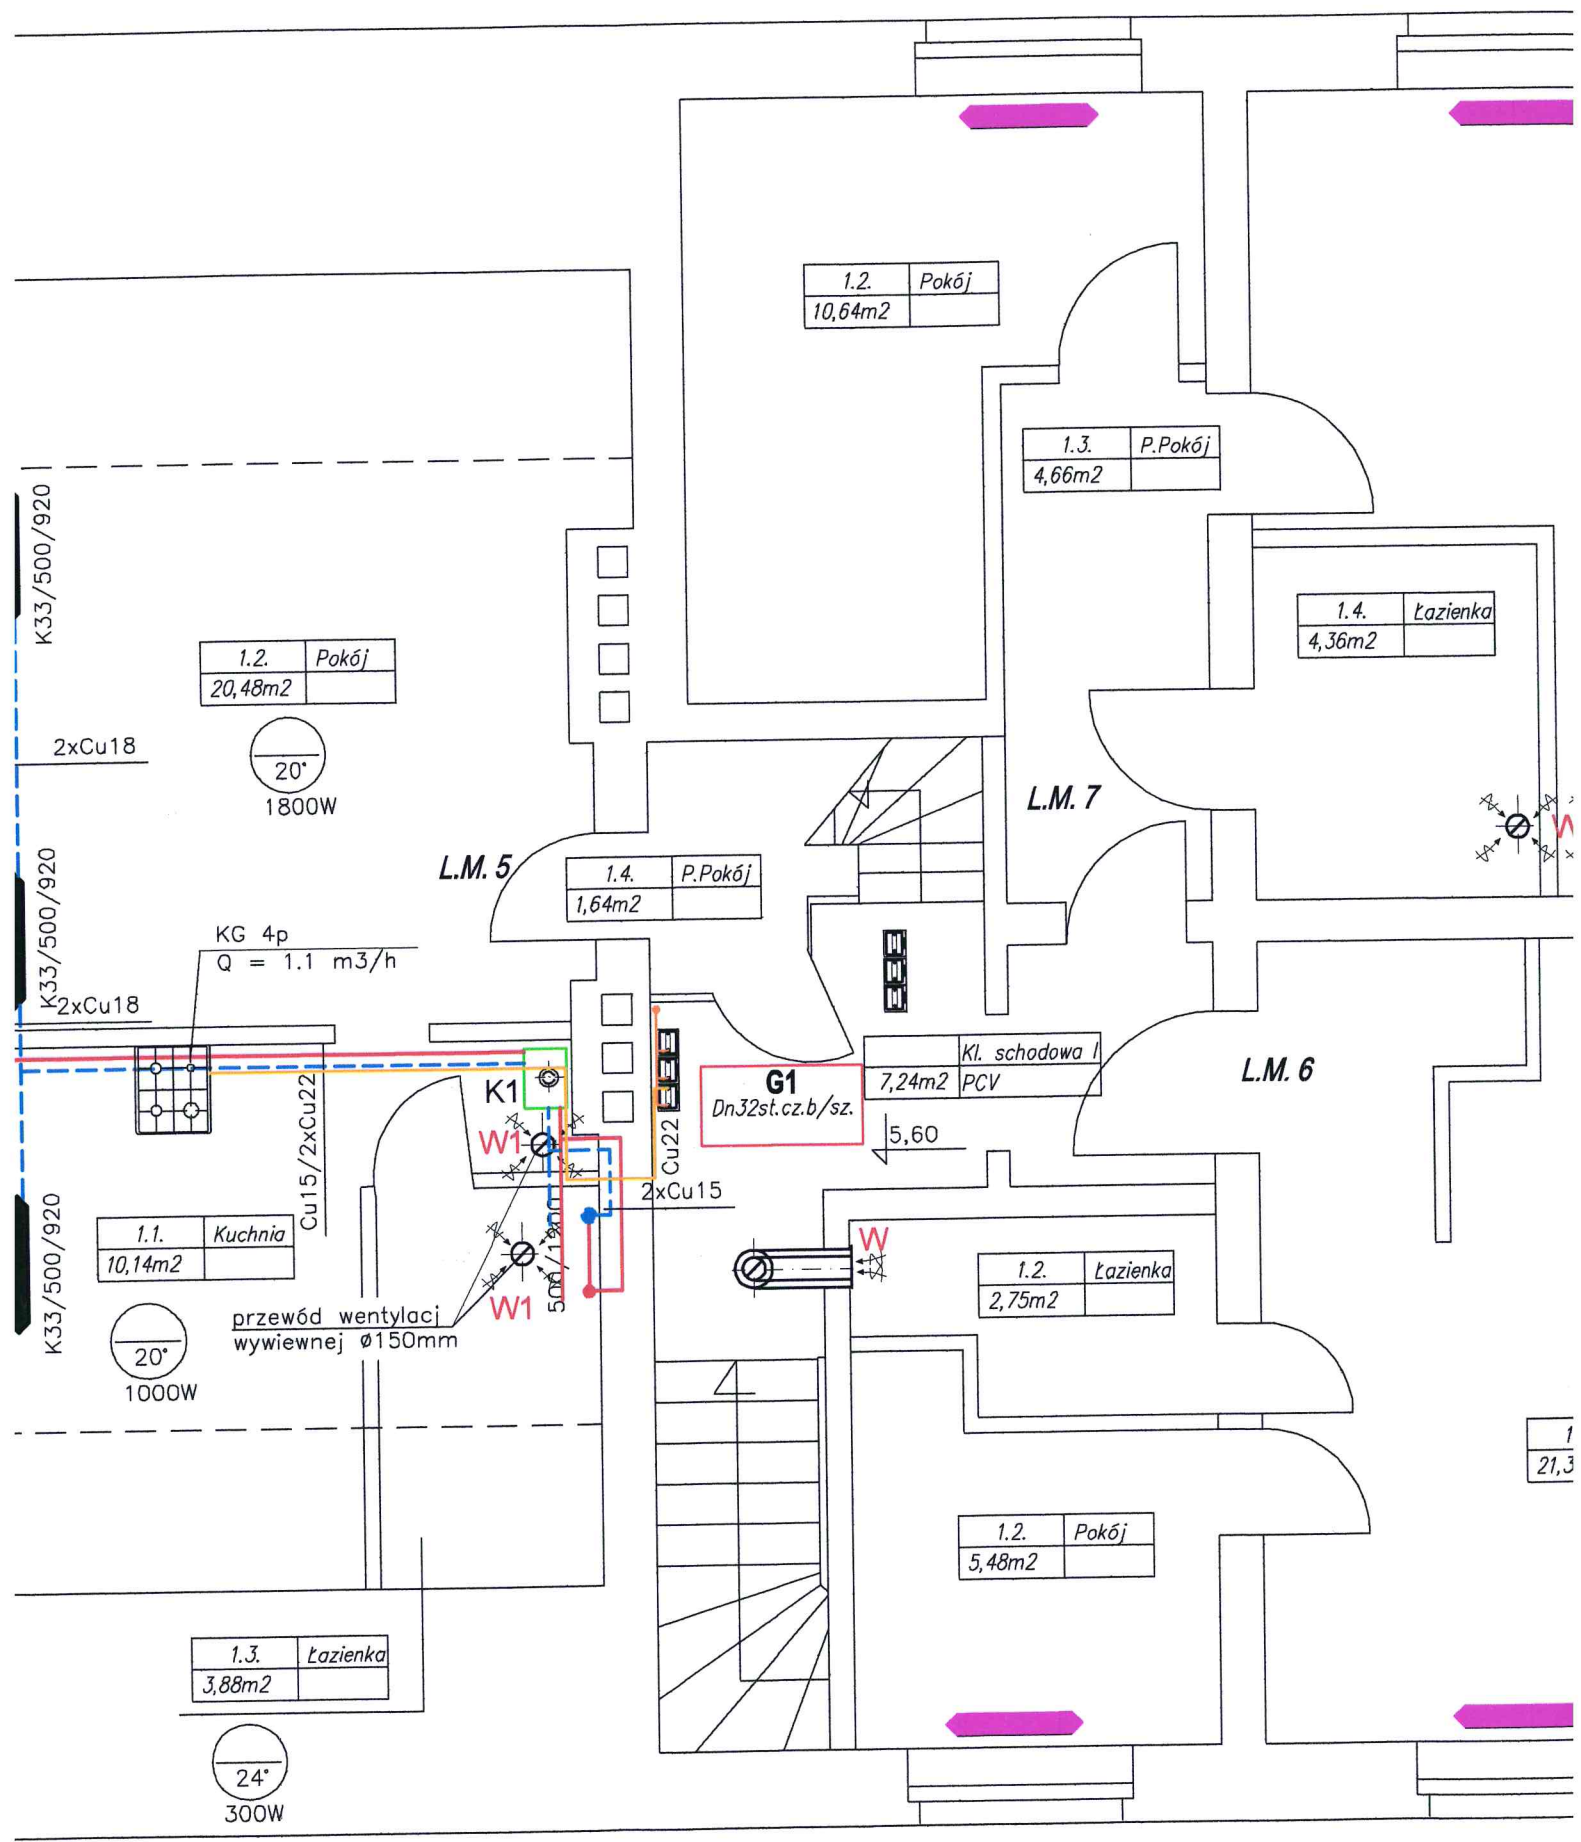 1.2. Pokój
10,64m2
1.3. P.Pokój
4,66m2
K33/500/920
1.4. Łazienka
4,36m2
1.2. Pokój
20,48m2
2xCu18
20°
1800W
L.M. 7
L.M. 5
1.4. P.Pokój
1,64m2
K33/500/920
KG 4p
Q = 1.1 m3/h
2xCu18
Kl. schodowa I
7,24m2 PCV
L.M. 6
G1
Dn32st.cz.b/sz.
K1
Cu15/2xCu22
W1
Cu22
5,60
2xCu15
K33/500/920
1.1. Kuchnia
10,14m2
W
1.2. Łazienka
2,75m2
W1
przewód wentylacj
wywiewnej ø150mm
20°
1000W
21,3
1.2. Pokój
5,48m2
1.3. Łazienka
3,88m2
24°
300W